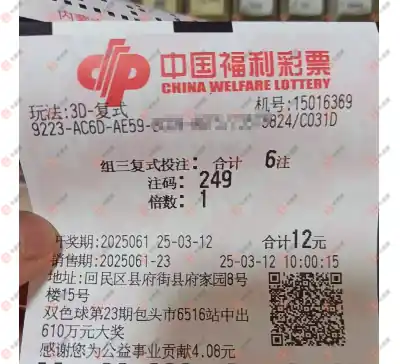 中国福利彩票
CHINA WELFARE LOTTERY
玩法:3D-复式
机号:15016369
9223-AC6D-AE59-
9824/C031D
组三复式投注: 合计 6注
注码: 249
倍数: 1
开奖期:2025061 25-03-12 合计12元
销售期:2025061-23 25-03-12 10:00:15
地址:回民区县府街县府家园8号
楼15号
双色球第23期包头市6516站中出
610万元大奖
感谢您为公益事业贡献4.08元